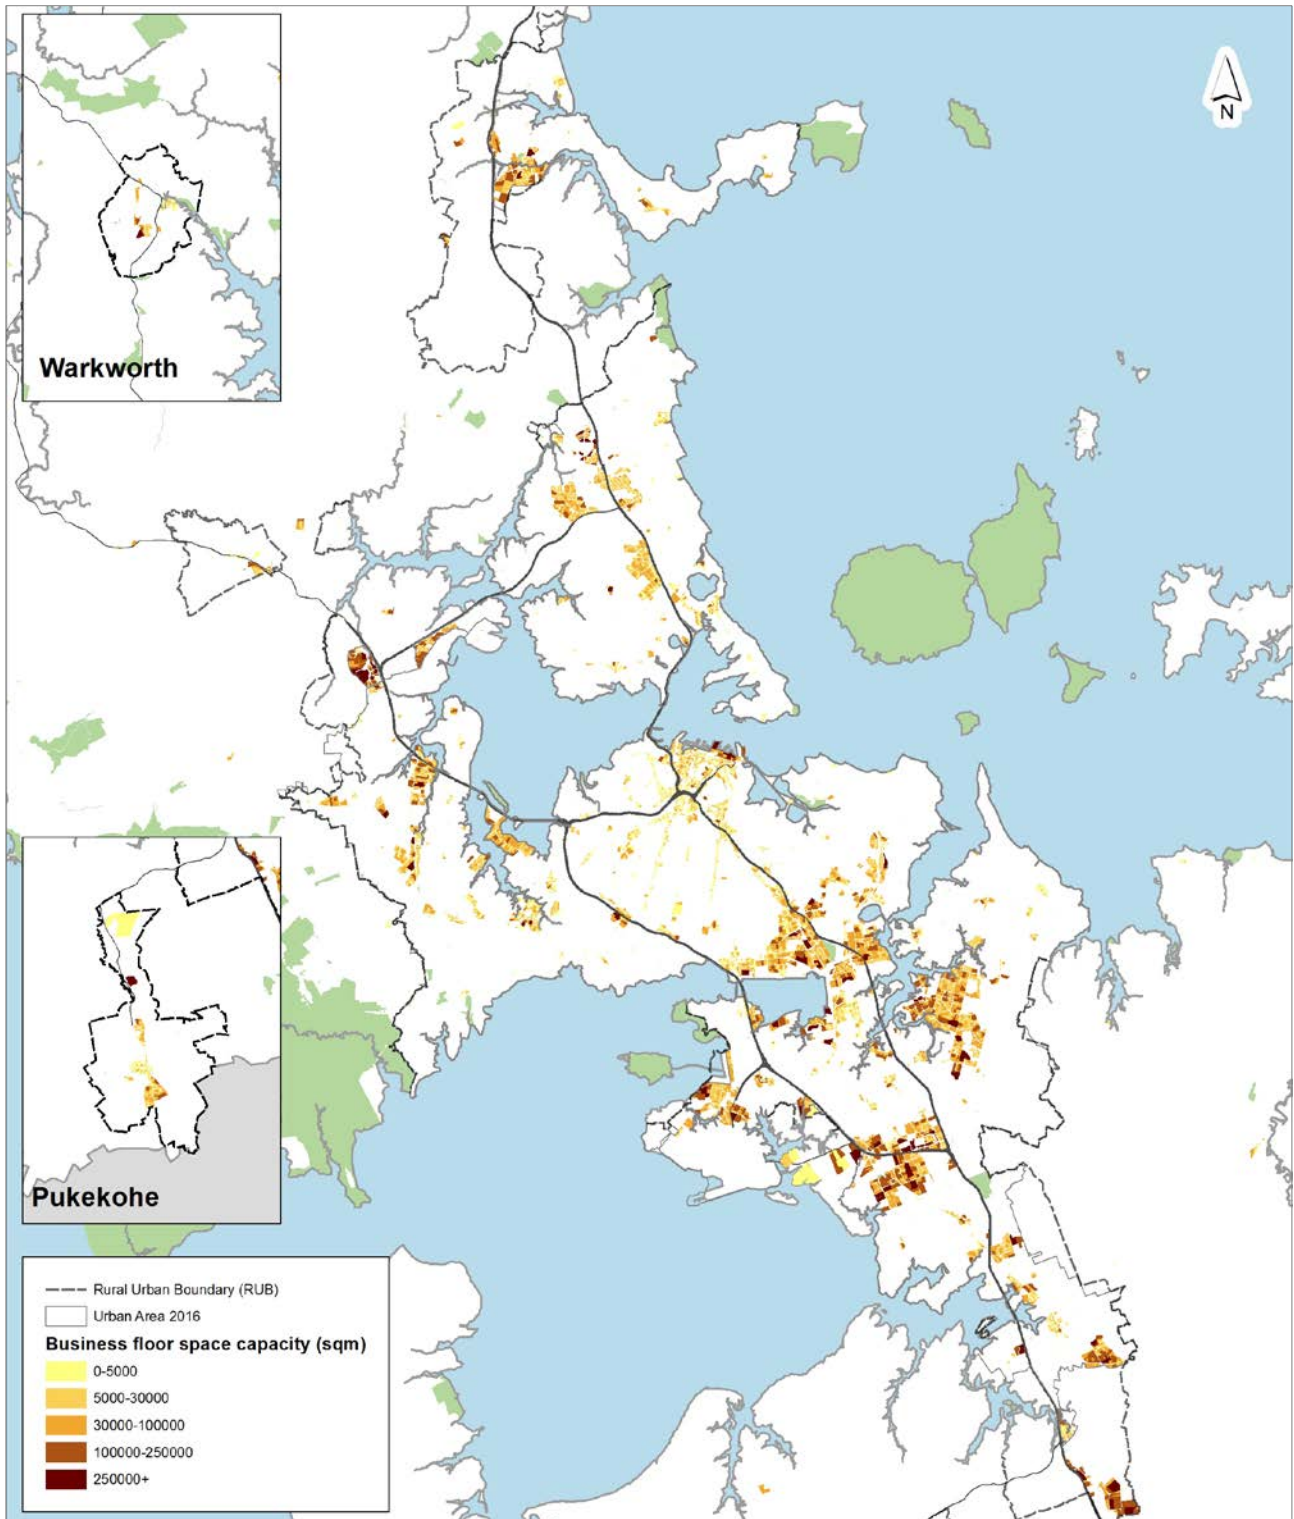 N
Warkworth
Pukekohe
Rural Urban Boundary (RUB)
Urban Area 2016
Business floor space capacity (sqm)
0-5000
5000-30000
30000-100000
100000-250000
250000+